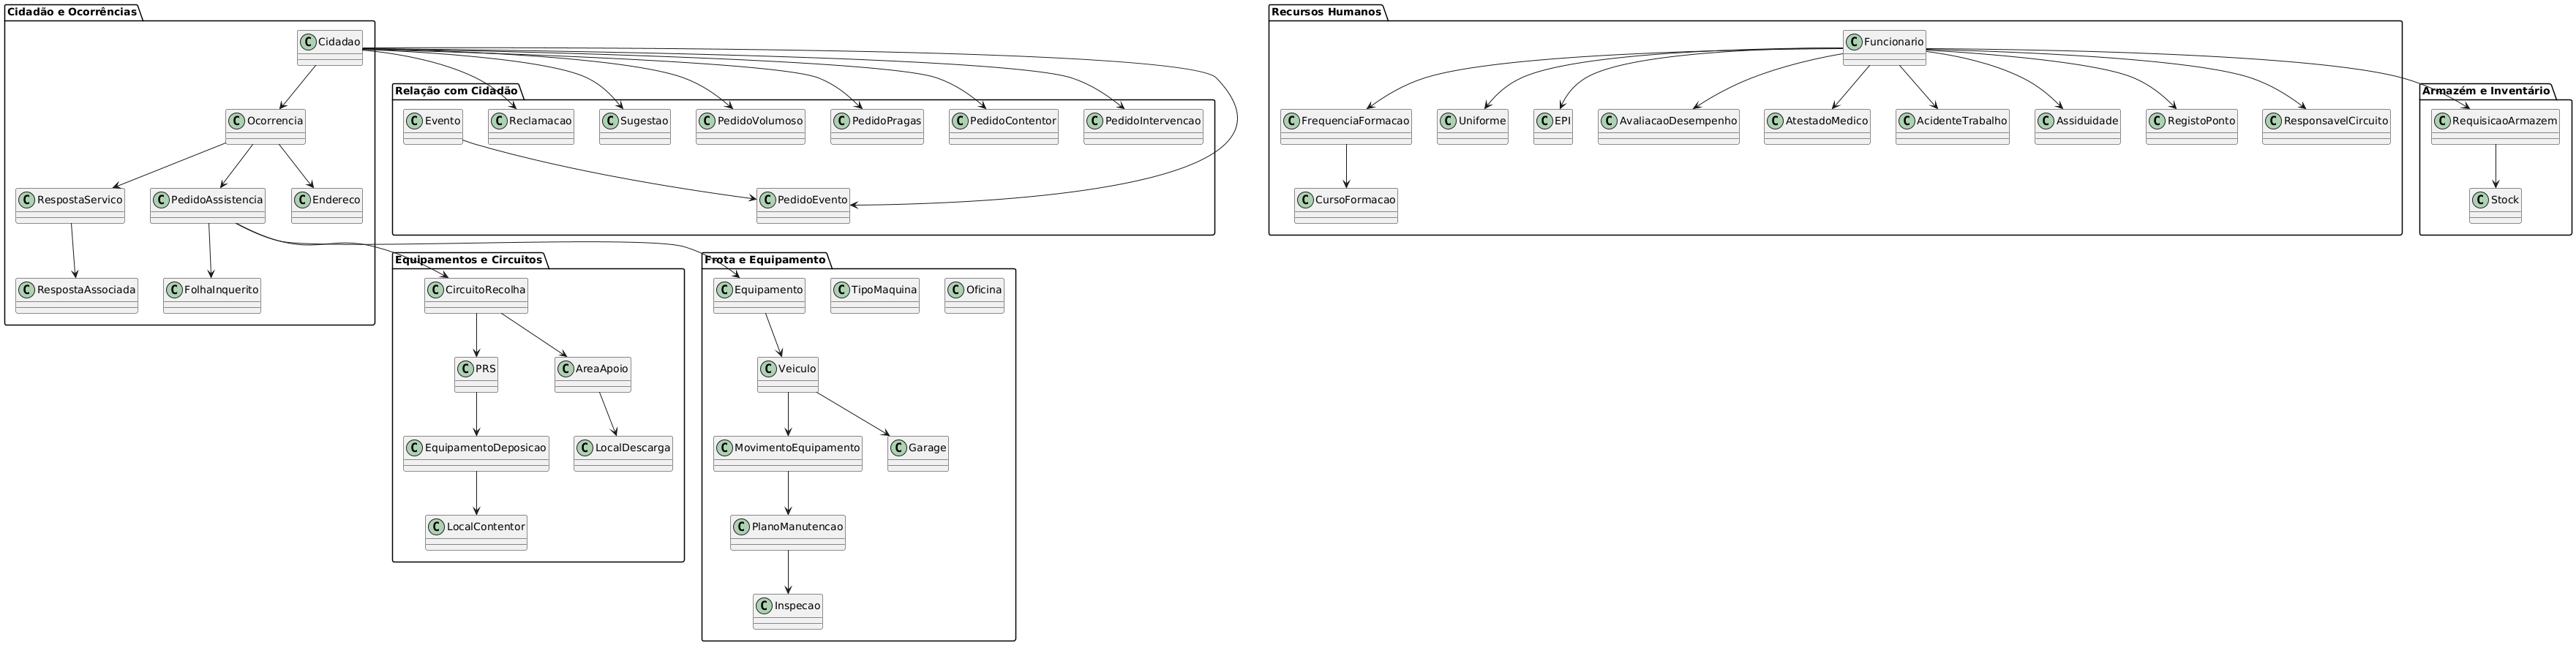 Cidadão e Ocorrências
C Cidadao
C Ocorrencia
C RespostaServico
C PedidoAssistencia
C Endereco
C RespostaAssociada
C FolhaInquerito
Relação com Cidadão
C Evento
C Reclamacao
C Sugestao
C PedidoVolumoso
C PedidoPragas
C PedidoContentor
C PedidoIntervencao
C PedidoEvento
Equipamentos e Circuitos
C CircuitoRecolha
C PRS
C AreaApoio
C EquipamentoDeposicao
C LocalDescarga
C LocalContentor
Frota e Equipamento
C Equipamento
C TipoMaquina
C Oficina
C Veiculo
C MovimentoEquipamento
C Garage
C PlanoManutencao
C Inspecao
Recursos Humanos
C Funcionario
C FrequenciaFormacao
C Uniforme
C EPI
C AvaliacaoDesempenho
C AtestadoMedico
C AcidenteTrabalho
C Assiduidade
C RegistoPonto
C ResponsavelCircuito
C CursoFormacao
Armazém e Inventário
C RequisicaoArmazem
C Stock